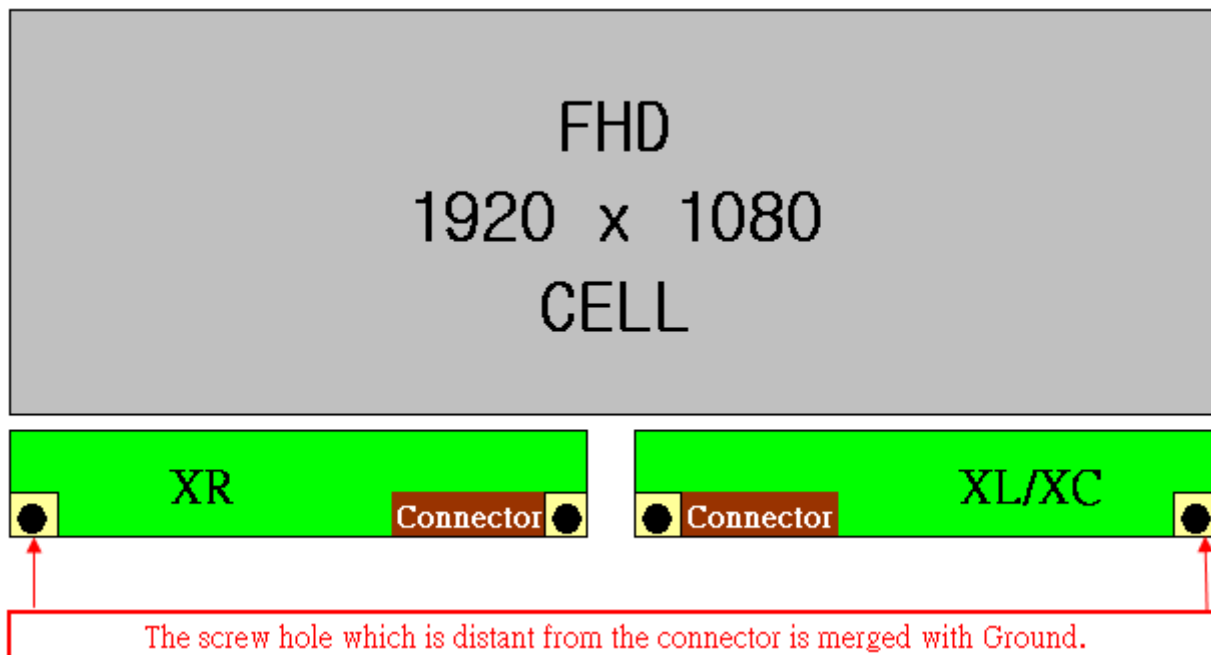 FHD
1920 x 1080
CELL
XR
Connector
Connector
XL/XC
The screw hole which is distant from the connector is merged with Ground.